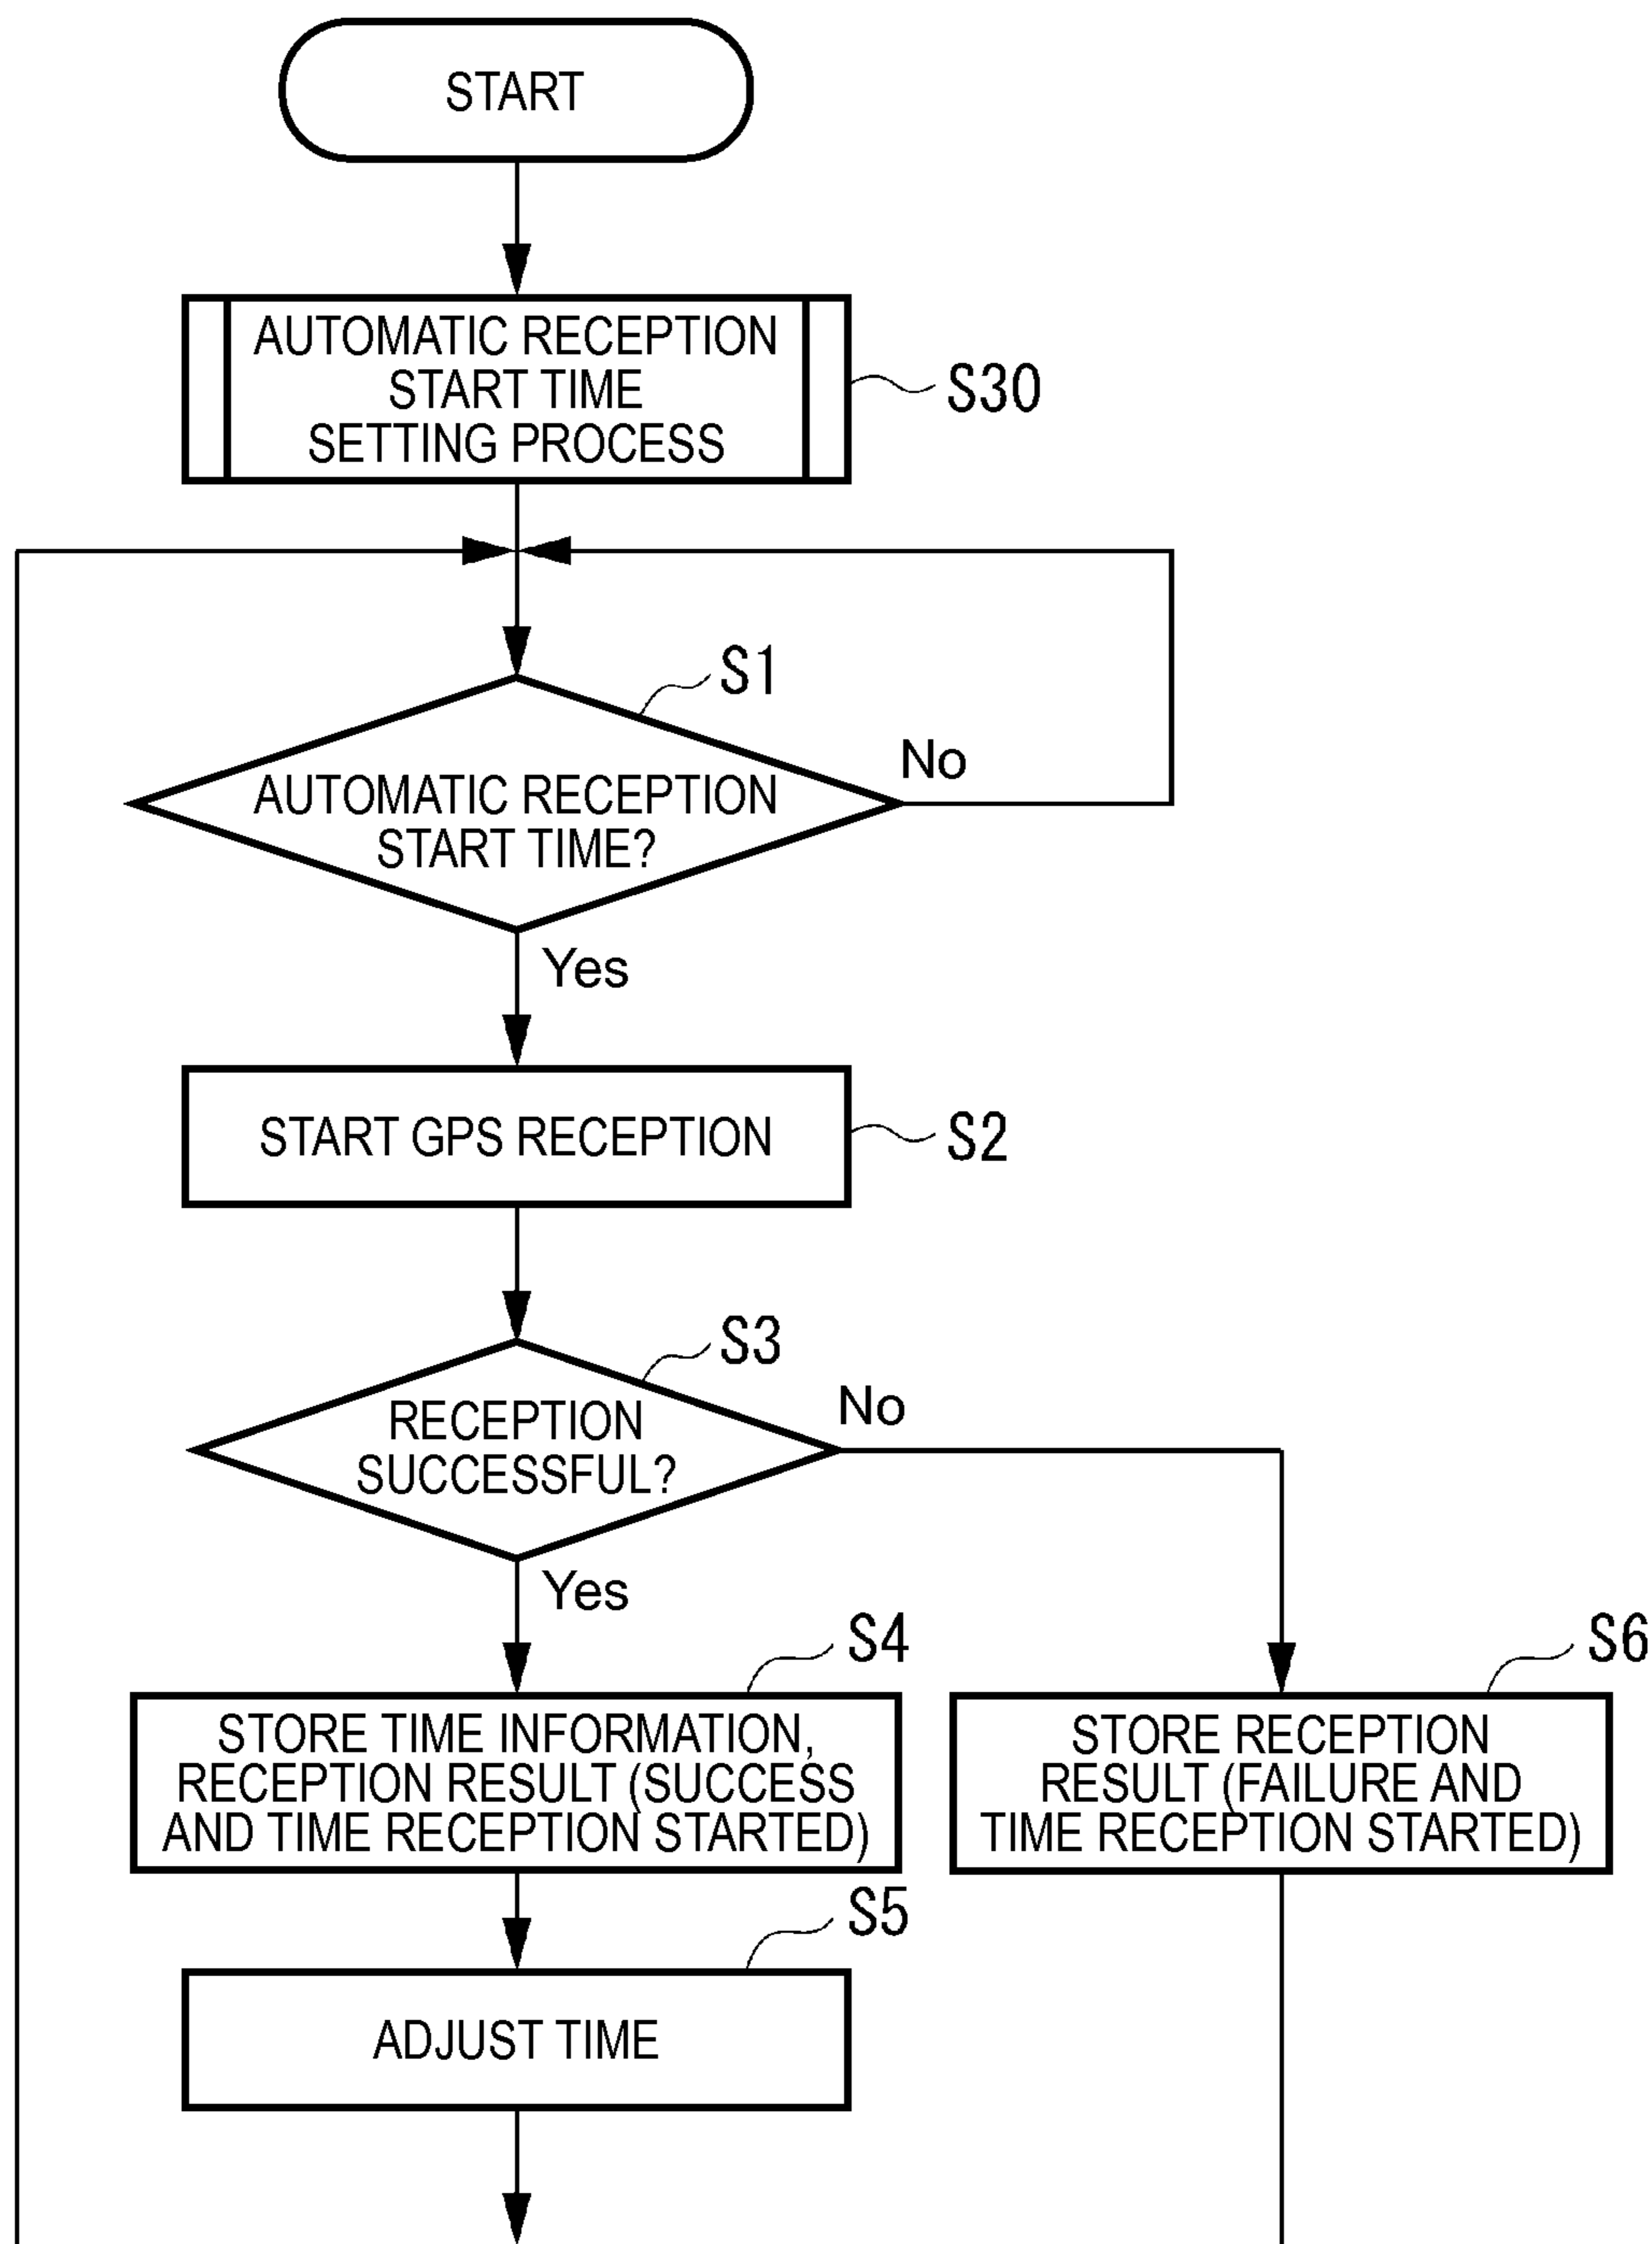 START
AUTOMATIC RECEPTION
START TIME
SETTING PROCESS
S30
S1
AUTOMATIC RECEPTION
START TIME?
No
Yes
START GPS RECEPTION
S2
S3
RECEPTION
SUCCESSFUL?
No
Yes
S4
STORE TIME INFORMATION,
RECEPTION RESULT (SUCCESS
AND TIME RECEPTION STARTED)
S6
STORE RECEPTION
RESULT (FAILURE AND
TIME RECEPTION STARTED)
S5
ADJUST TIME